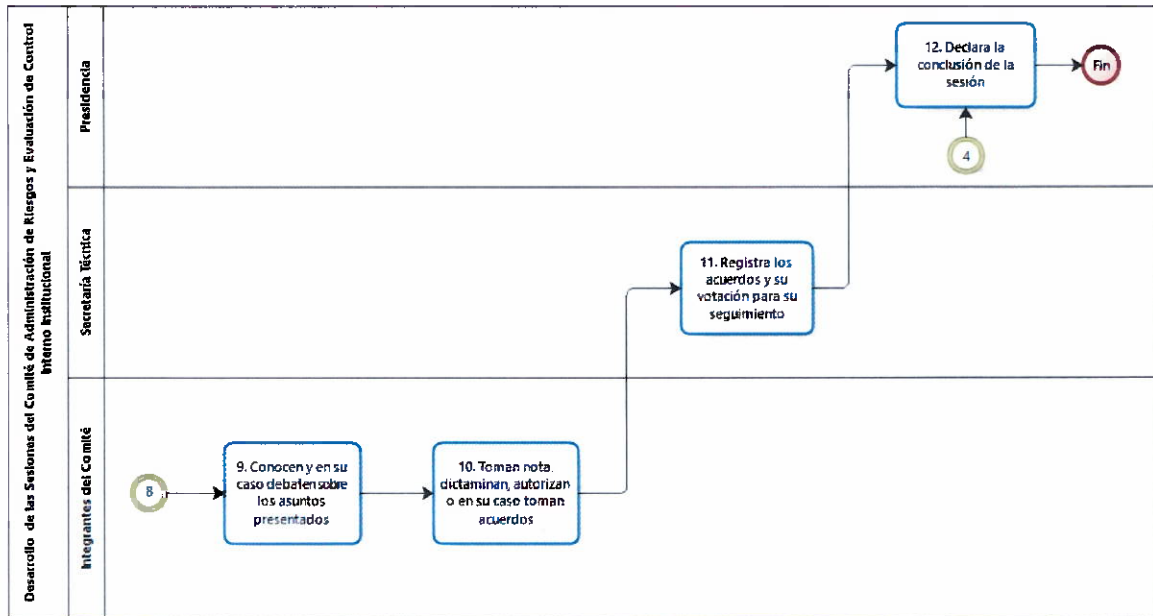 Desarrollo de las Sesiones del Comité de Administración de Riesgos y Evaluación de Control
Interno Institucional
Presidencia
12. Declara la
conclusión de la
sesión
Fin
4
Secretaría Técnica
11. Registra los
acuerdos y su
votación para su
seguimiento
Integrantes del Comité
8
9. Conocen y en su
caso debaten sobre
los asuntos
presentados
10. Toman nota,
dictaminan, autorizan
o en su caso toman
acuerdos